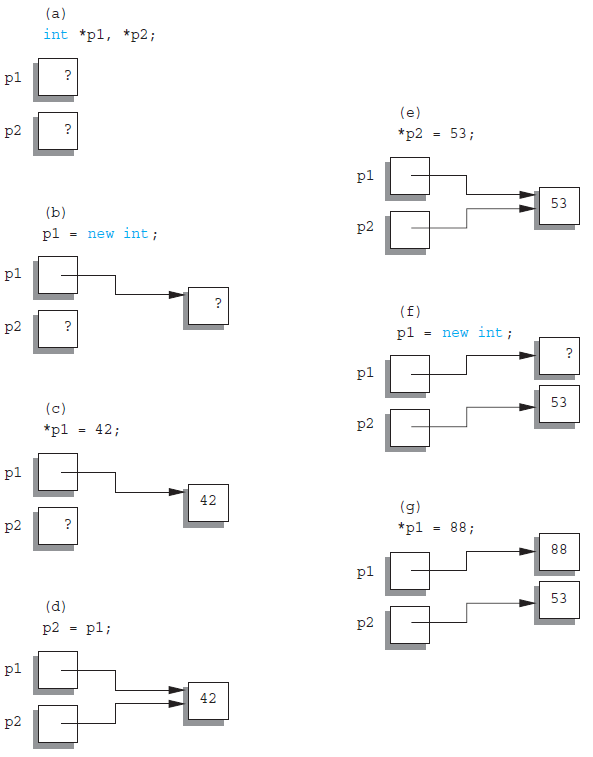 (a)
int *p1, *p2;
p1 ?
p2 ?
(b)
p1 = new int;
p1
?
p2 ?
(c)
*p1 = 42;
p1
42
p2 ?
(d)
p2 = p1;
p1
42
p2
(e)
*p2 = 53;
p1
53
p2
(f)
p1 = new int;
?
p1
53
p2
(g)
*p1 = 88;
88
p1
53
p2